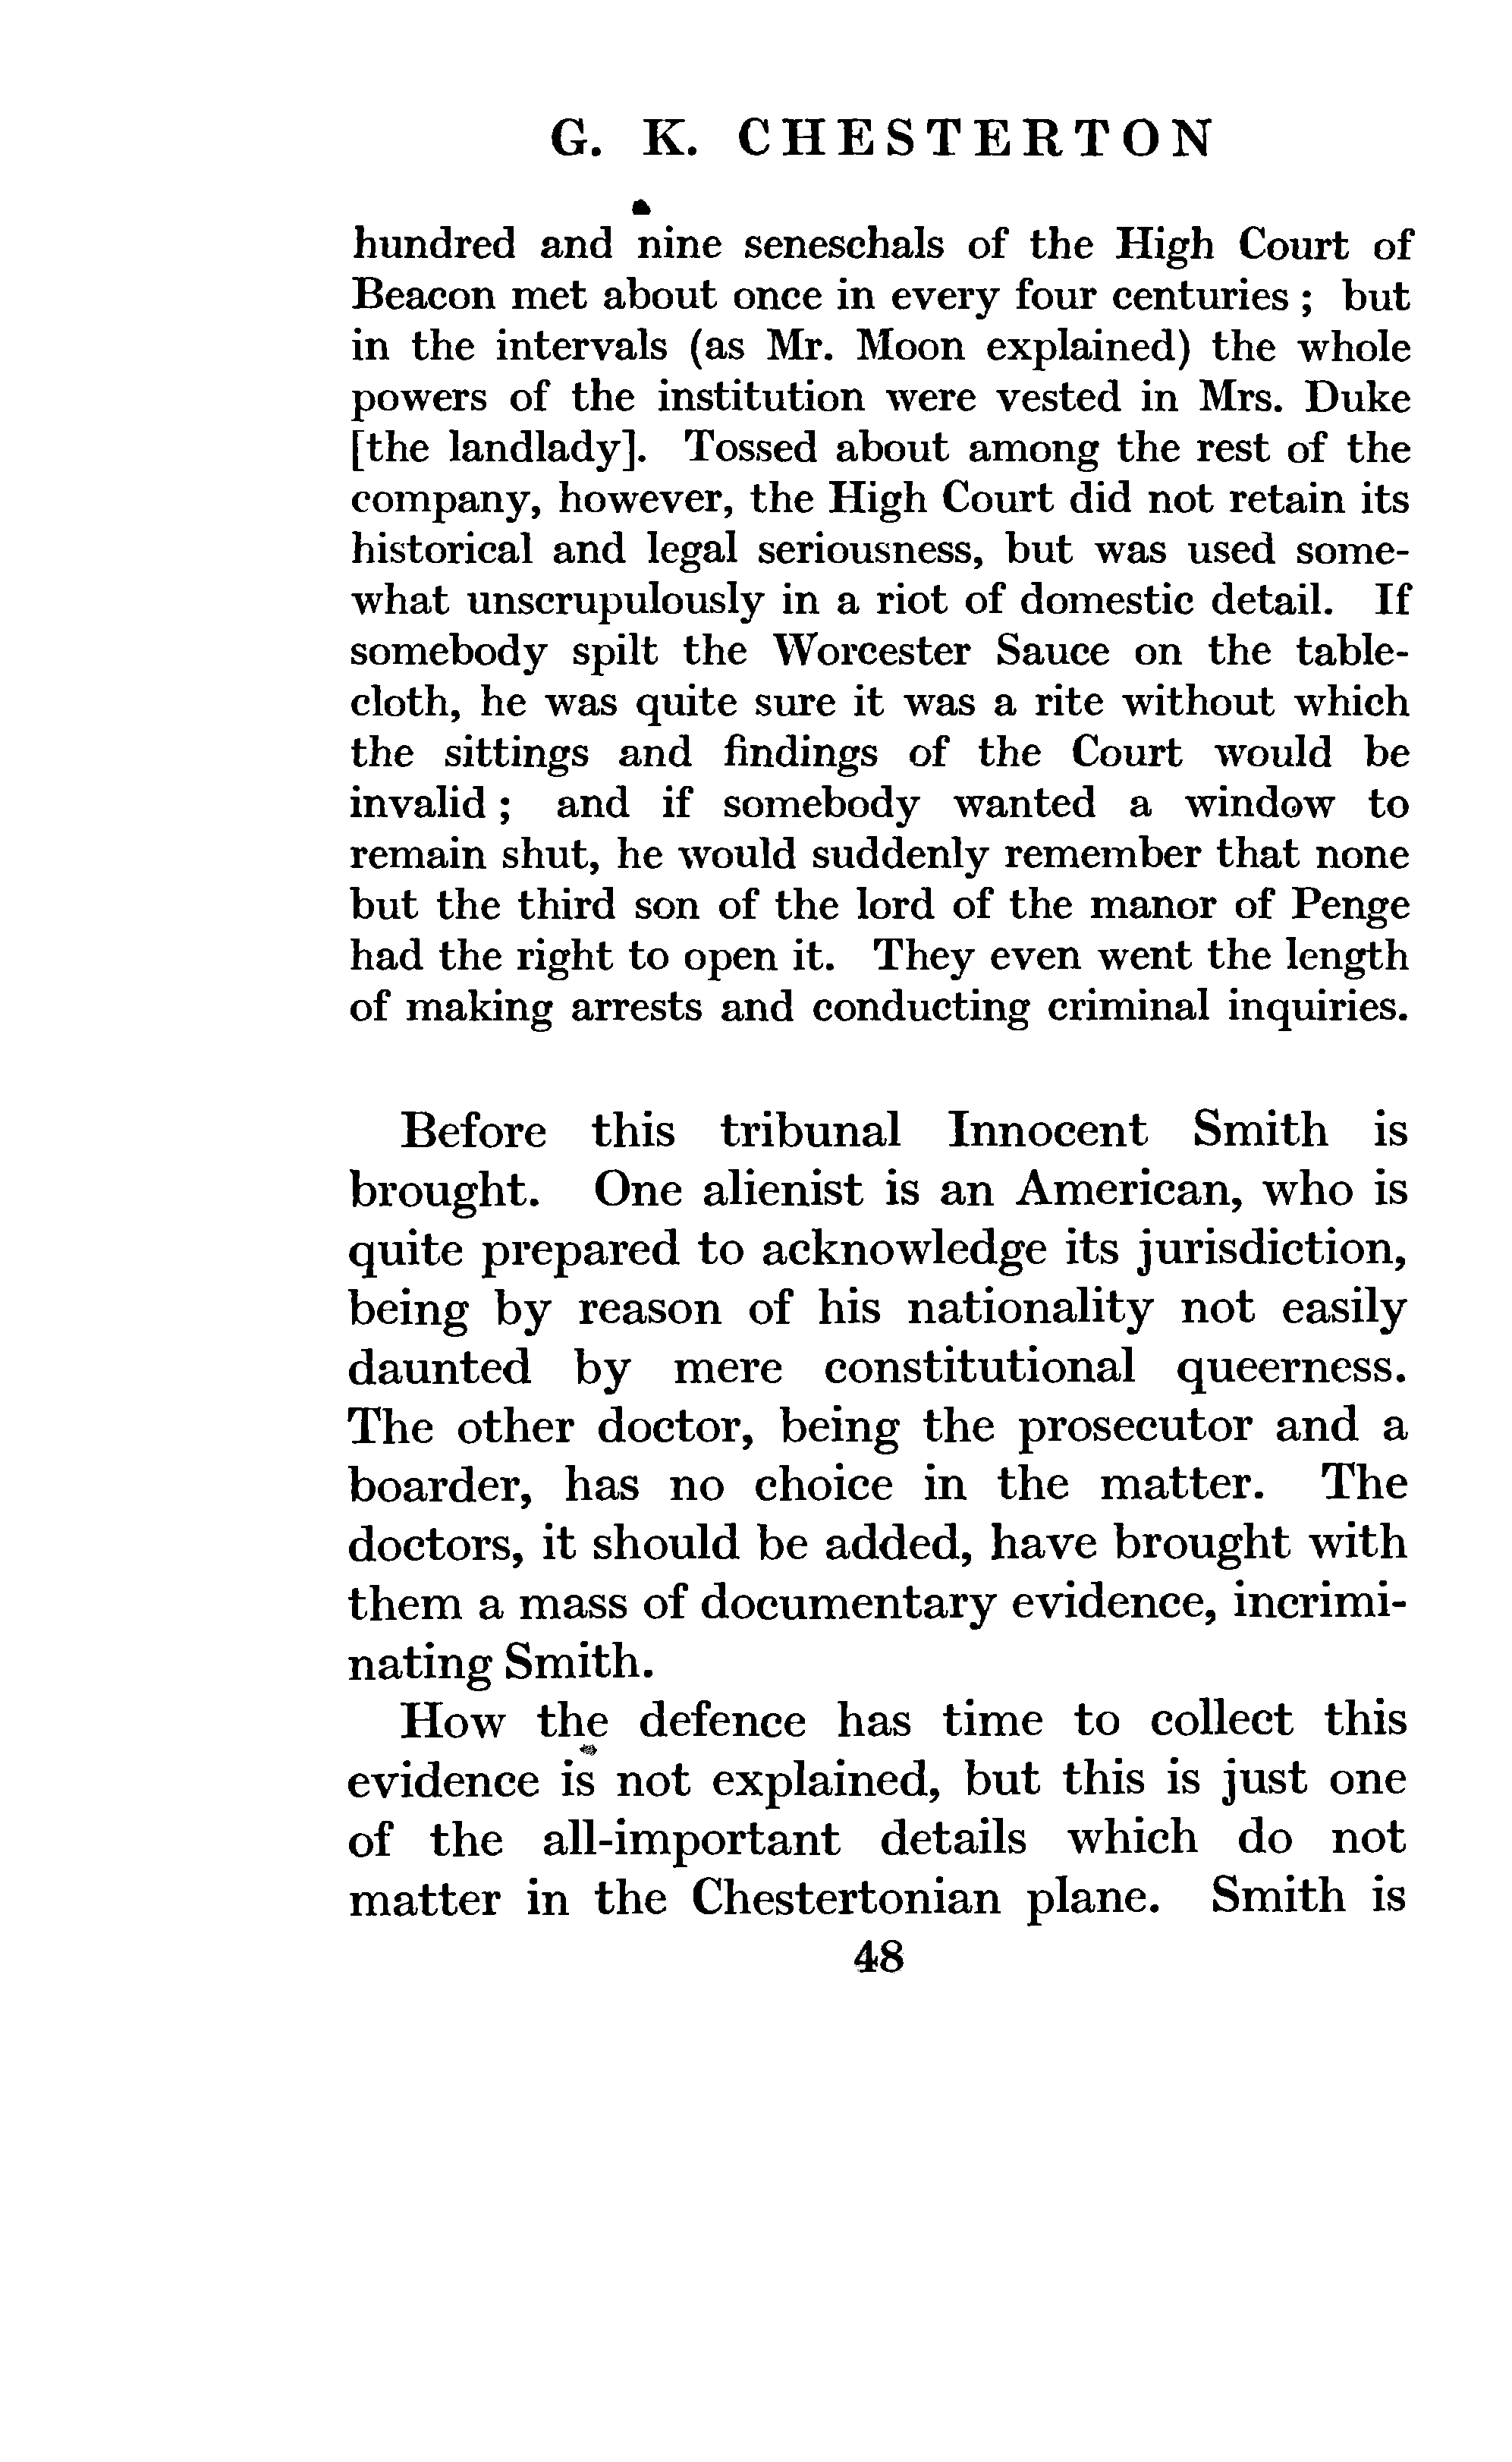 G. K. CHESTERTON
hundred and nine seneschals of the High Court of
Beacon met about once in every four centuries ; but
in the intervals (as Mr. Moon explained) the whole
powers of the institution were vested in Mrs. Duke
[the landlady]. Tossed about among the rest of the
company, however, the High Court did not retain its
historical and legal seriousness, but was used some-
what unscrupulously in a riot of domestic detail. If
somebody spilt the Worcester Sauce on the table-
cloth, he was quite sure it was a rite without which
the sittings and findings of the Court would be
invalid ; and if somebody wanted a window to
remain shut, he would suddenly remember that none
but the third son of the lord of the manor of Penge
had the right to open it. They even went the length
of making arrests and conducting criminal inquiries.
Before this tribunal Innocent Smith is
brought. One alienist is an American, who is
quite prepared to acknowledge its jurisdiction,
being by reason of his nationality not easily
daunted by mere constitutional queerness.
The other doctor, being the prosecutor and a
boarder, has no choice in the matter. The
doctors, it should be added, have brought with
them a mass of documentary evidence, incrimi-
nating Smith.
How the defence has time to collect this
evidence is not explained, but this is just one
of the all-important details which do not
matter in the Chestertonian plane. Smith is
48